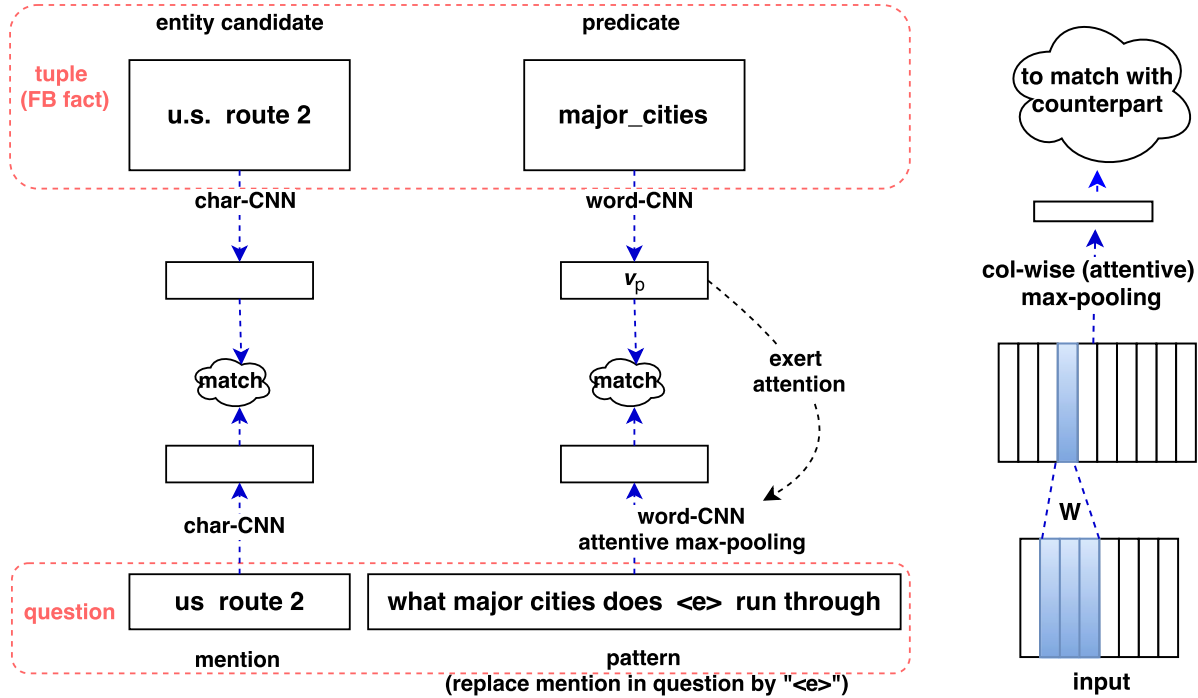 entity candidate
predicate
tuple
(FB fact)
u.s. route 2
major_cities
char-CNN
word-CNN
vp
match
match
exert
attention
char-CNN
word-CNN
attentive max-pooling
question
us route 2
what major cities does <e> run through
mention
pattern
(replace mention in question by "<e>")
to match with
counterpart
col-wise (attentive)
max-pooling
W
input